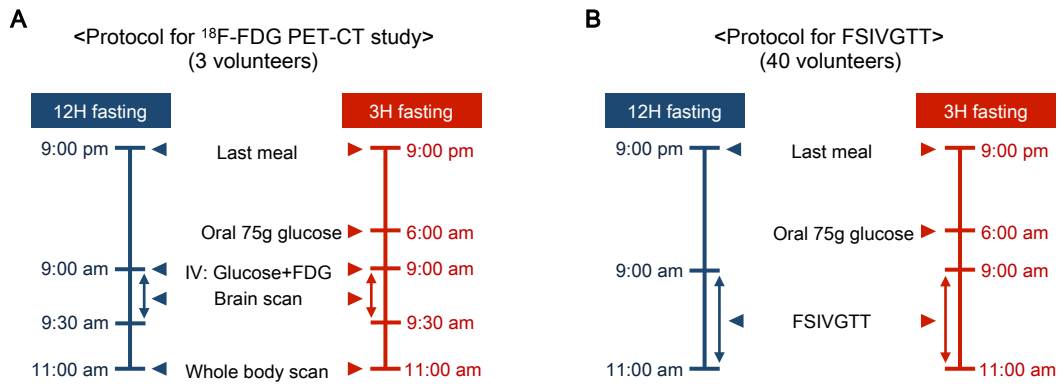 A
<Protocol for ¹⁸F-FDG PET-CT study>
(3 volunteers)
12H fasting
3H fasting
9:00 pm
Last meal
9:00 pm
Oral 75g glucose
6:00 am
9:00 am
IV: Glucose+FDG
9:00 am
Brain scan
9:30 am
9:30 am
11:00 am
Whole body scan
11:00 am
B
<Protocol for FSIVGTT>
(40 volunteers)
12H fasting
3H fasting
9:00 pm
Last meal
9:00 pm
Oral 75g glucose
6:00 am
9:00 am
9:00 am
FSIVGTT
11:00 am
11:00 am